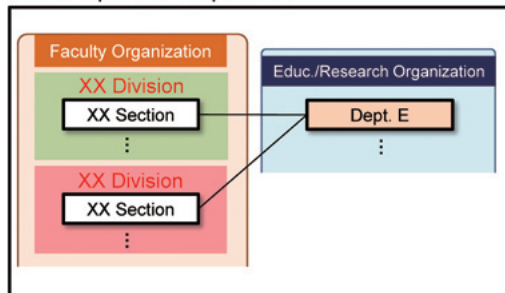 Faculty Organization
XX Division
XX Section
⋮
XX Division
XX Section
⋮
Educ./Research Organization
Dept. E
⋮